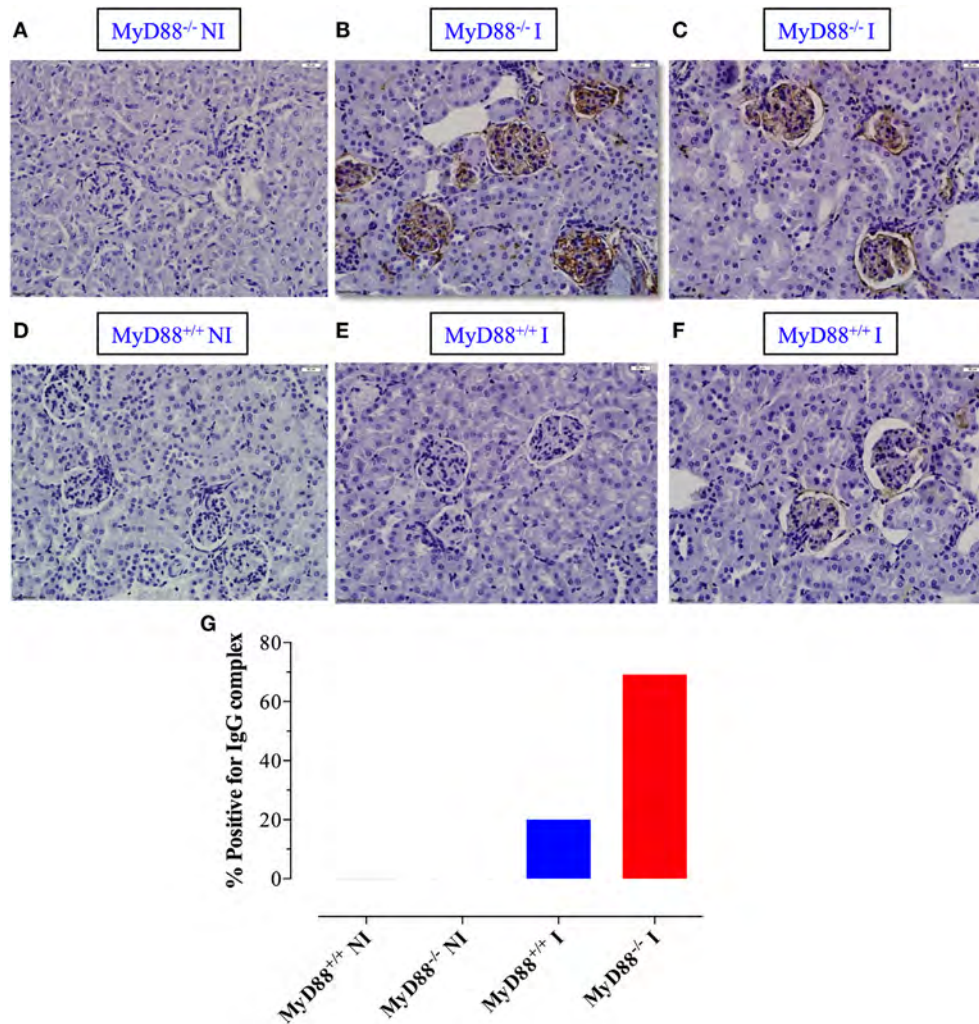 A MyD88-/- NI
B MyD88-/- I
C MyD88-/- I
D MyD88+/+ NI
E MyD88+/+ I
F MyD88+/+ I
G
% Positive for IgG complex
80
60
40
20
0
MyD88+/+ NI
MyD88-/- NI
MyD88+/+ I
MyD88-/- I